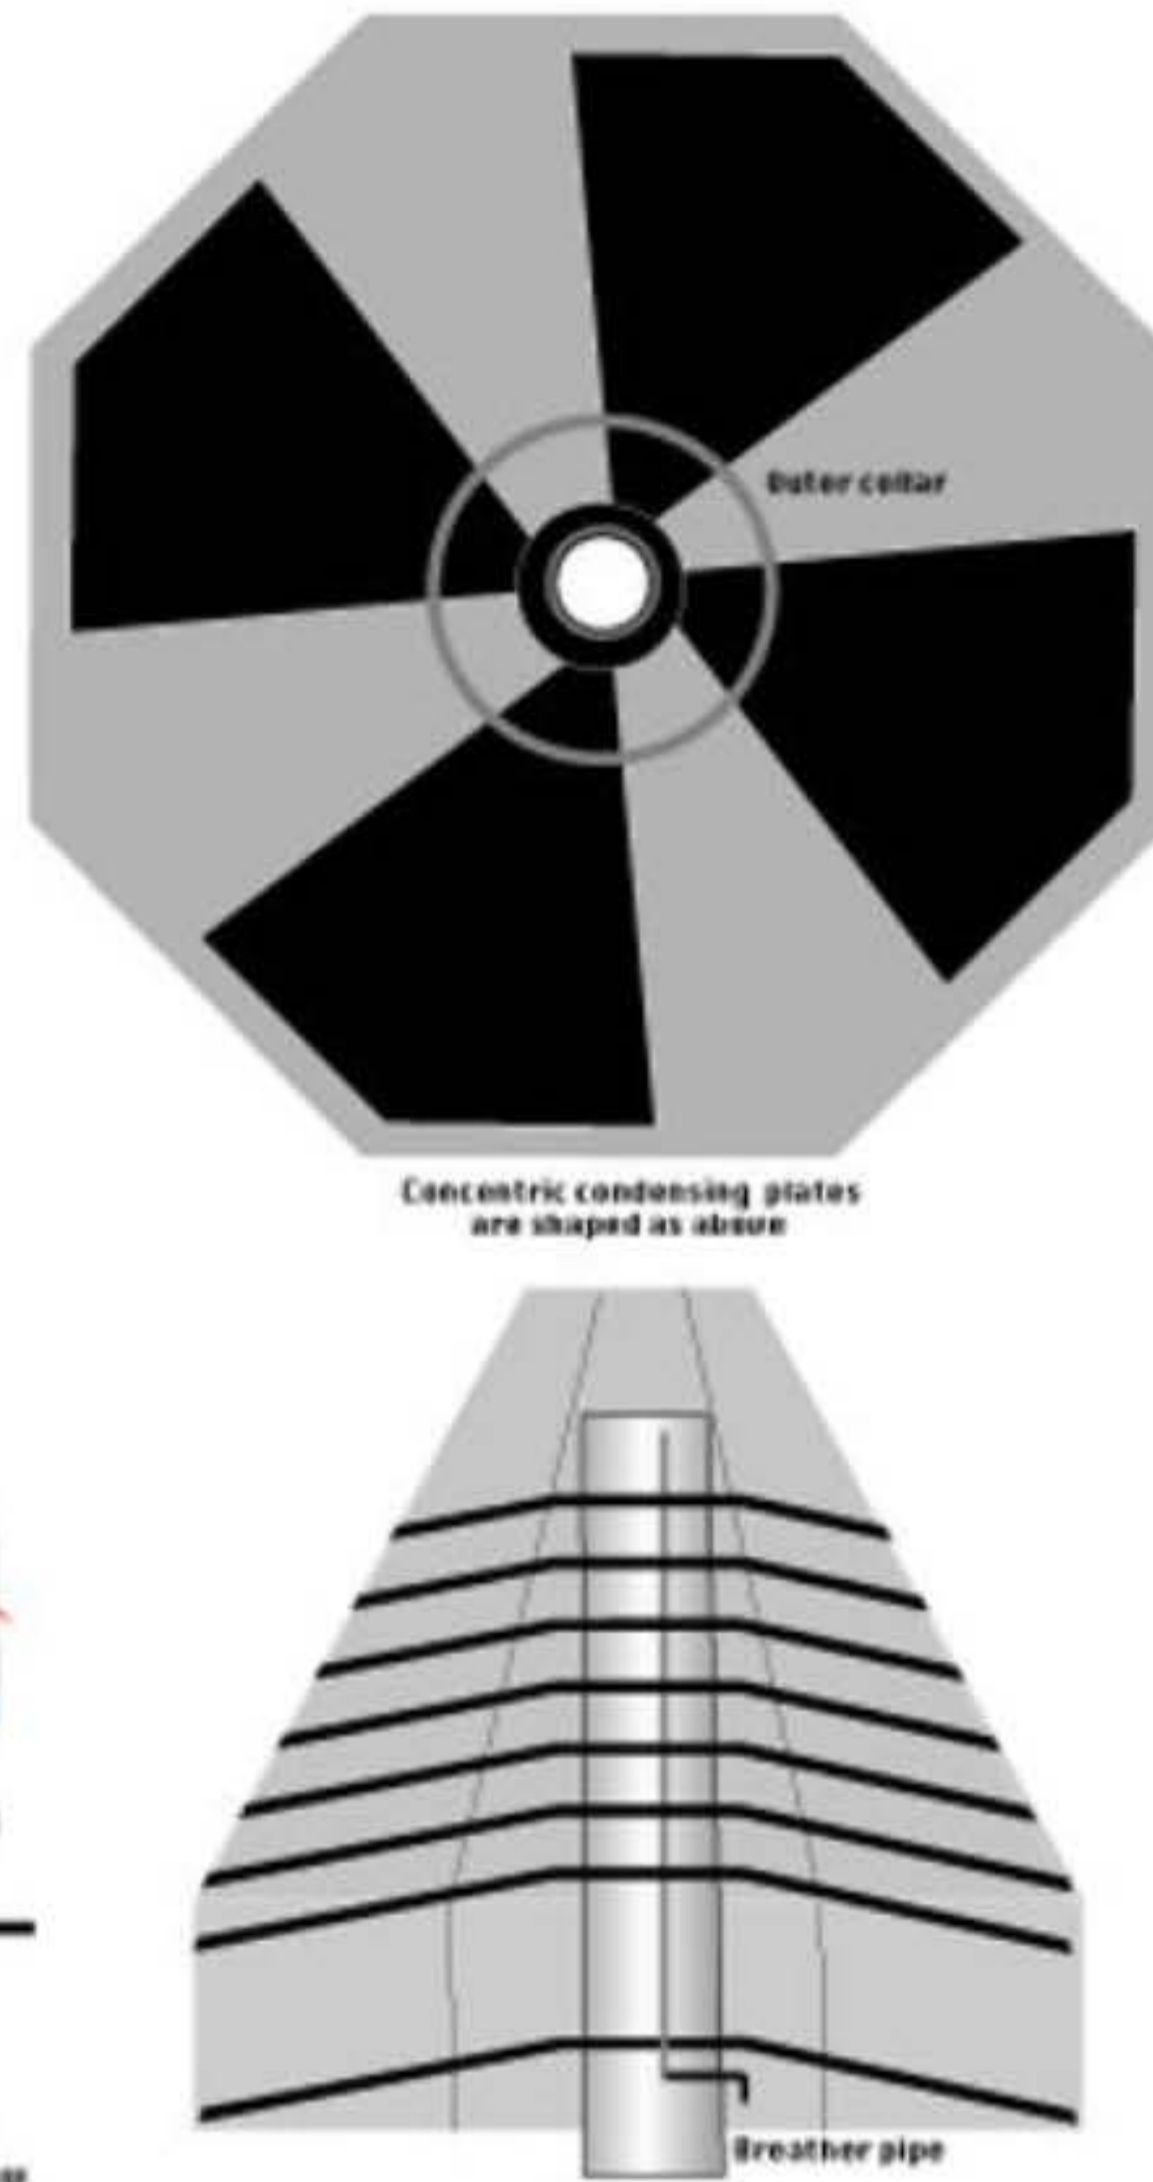 Outer collar
Concentric condensing plates
are shaped as above
Breather pipe